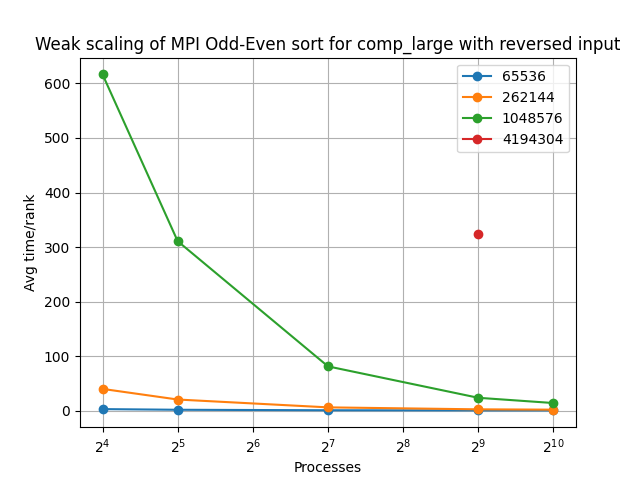 Weak scaling of MPI Odd-Even sort for comp_large with reversed input
65536
262144
1048576
4194304
Avg time/rank
600
500
400
300
200
100
0
2^4 2^5 2^6 2^7 2^8 2^9 2^10
Processes